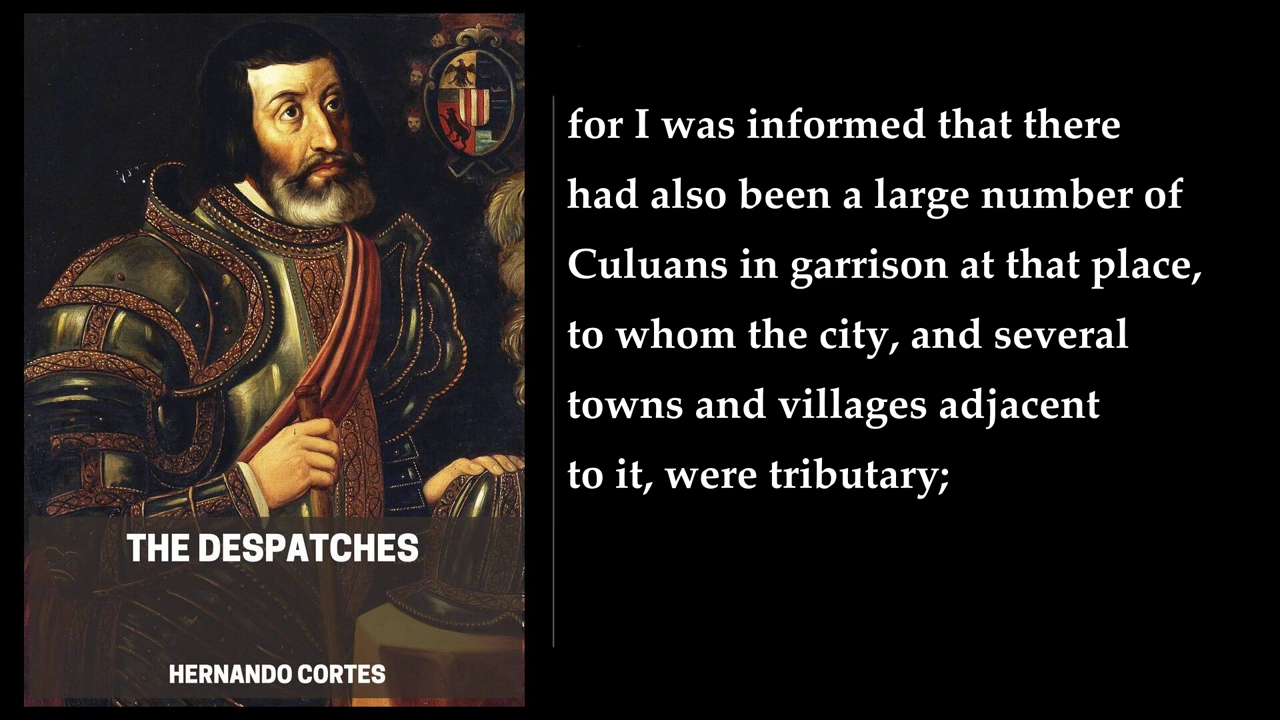 THE DESPATCHES
HERNANDO CORTES
for I was informed that there
had also been a large number of
Culuans in garrison at that place,
to whom the city, and several
towns and villages adjacent
to it, were tributary;